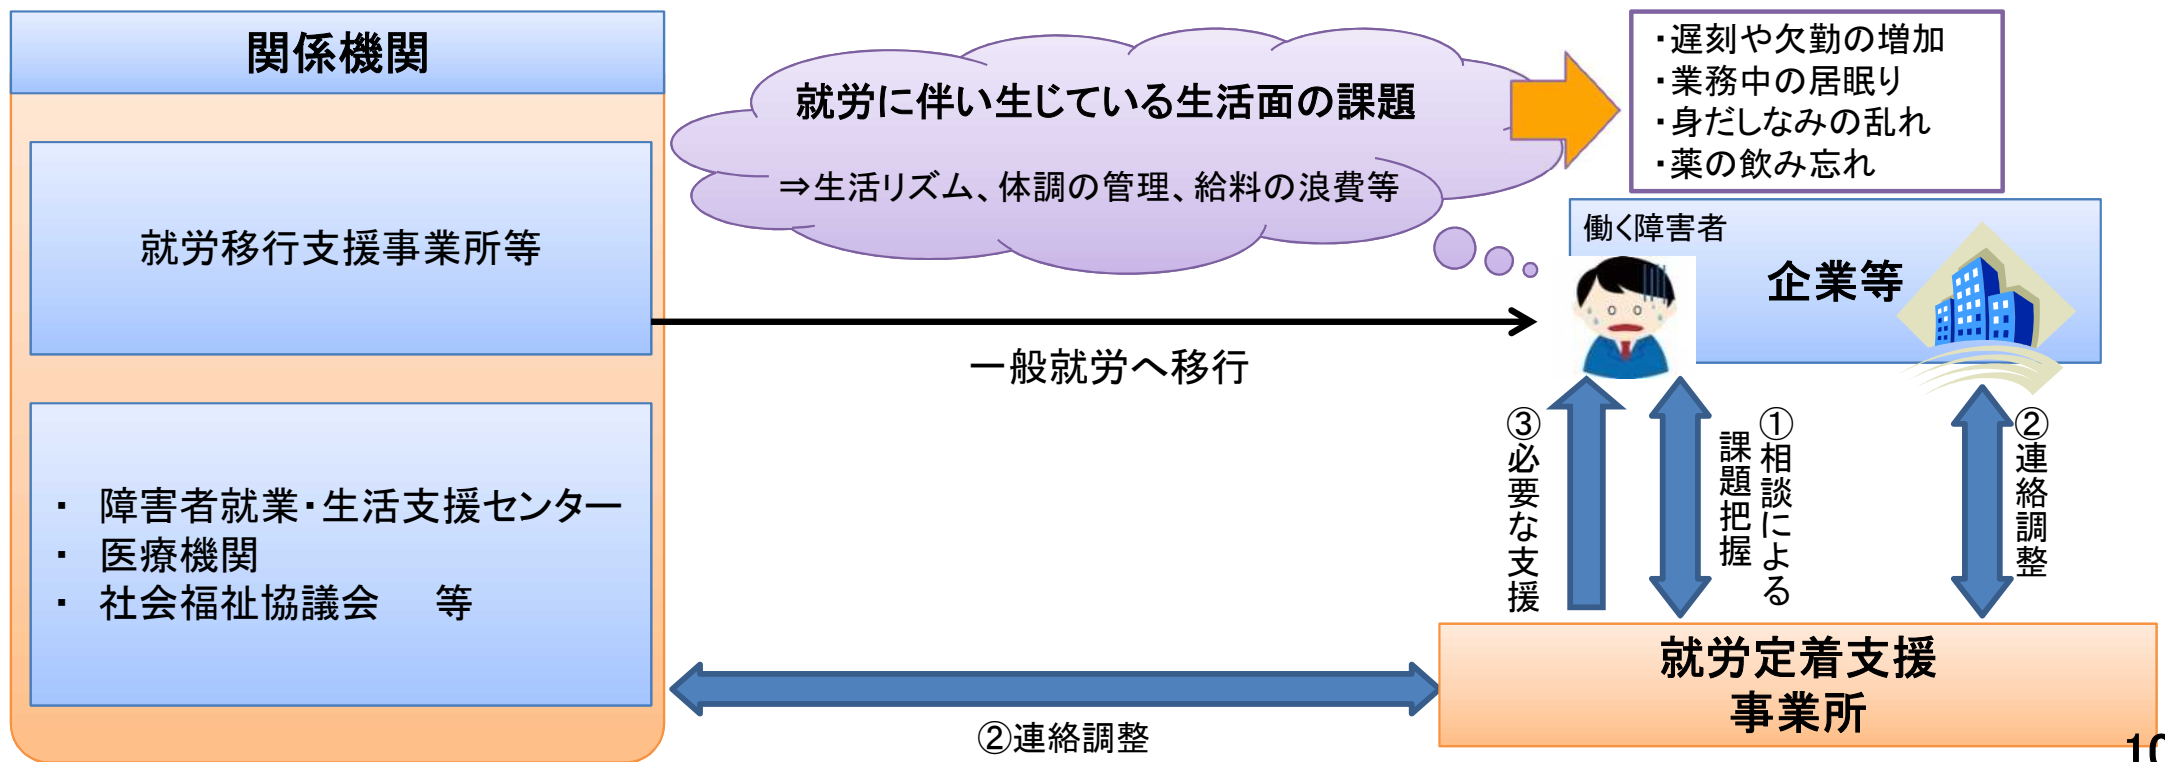 関係機関
就労移行支援事業所等
・ 障害者就業・生活支援センター
・ 医療機関
・ 社会福祉協議会 等
就労に伴い生じている生活面の課題
⇒生活リズム、体調の管理、給料の浪費等
・遅刻や欠勤の増加
・業務中の居眠り
・身だしなみの乱れ
・薬の飲み忘れ
働く障害者
企業等
一般就労へ移行
③必要な支援
①相談による
課題把握
②連絡調整
②連絡調整
就労定着支援
事業所
10